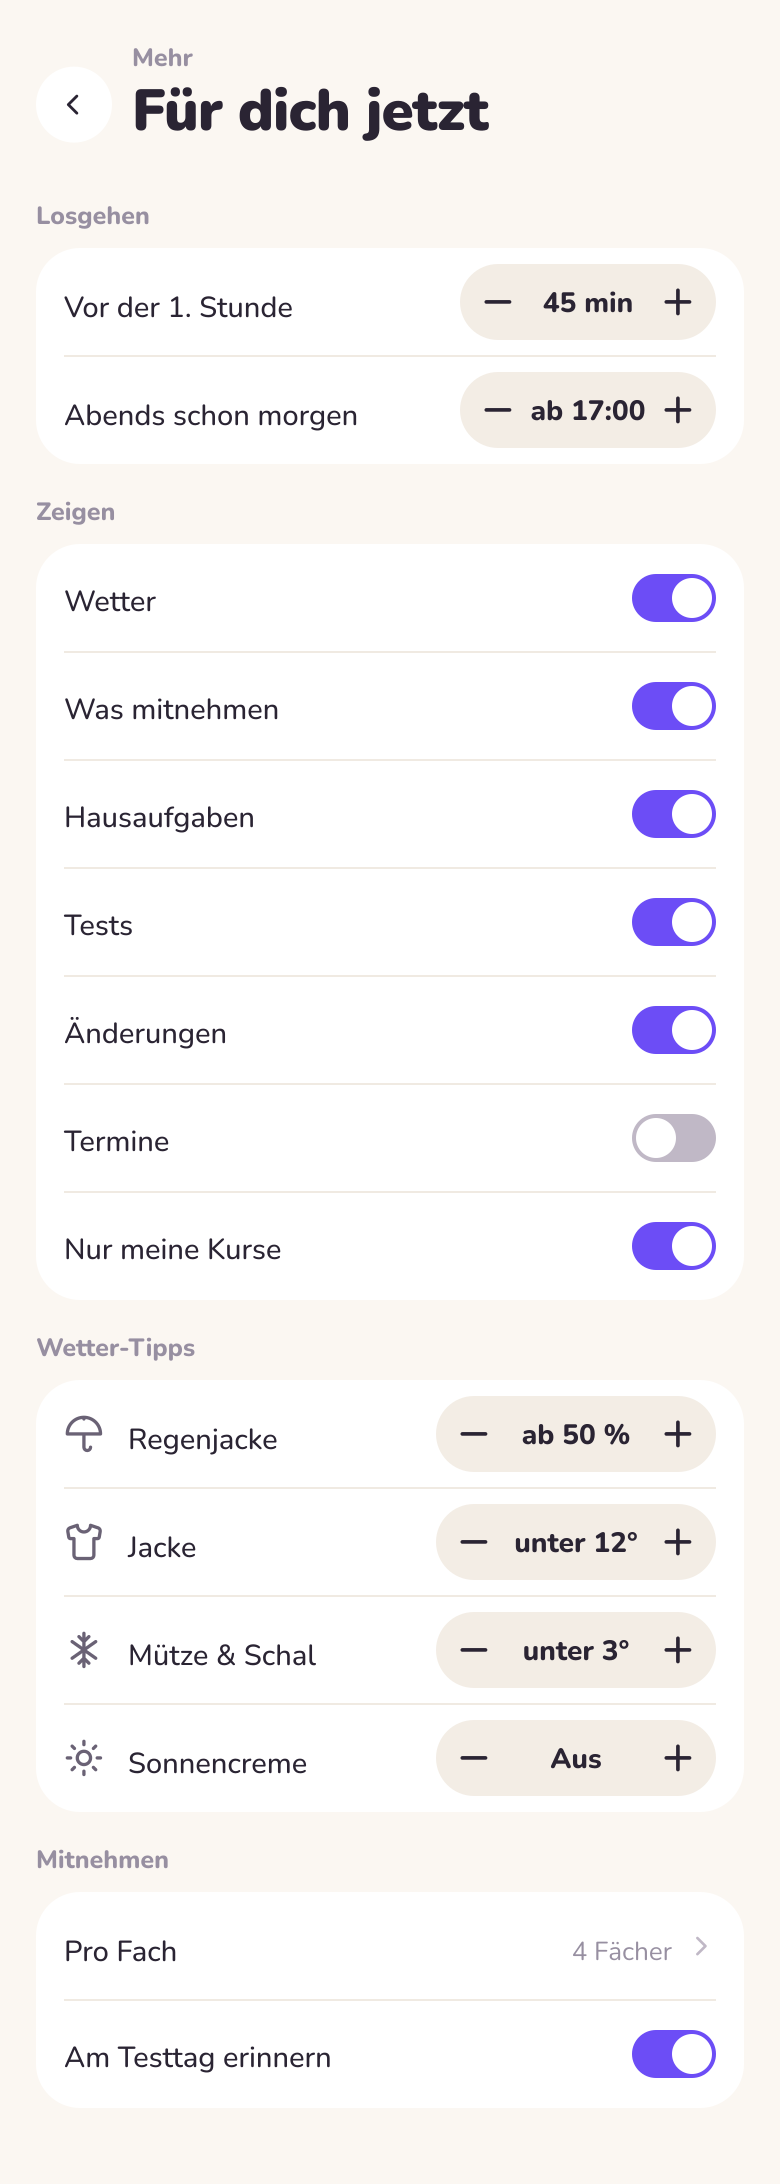 Mehr
Für dich jetzt
Losgehen
Vor der 1. Stunde − 45 min +
Abends schon morgen − ab 17:00 +
Zeigen
Wetter
Was mitnehmen
Hausaufgaben
Tests
Änderungen
Termine
Nur meine Kurse
Wetter-Tipps
Regenjacke − ab 50 % +
Jacke − unter 12° +
Mütze & Schal − unter 3° +
Sonnencreme − Aus +
Mitnehmen
Pro Fach 4 Fächer
Am Testtag erinnern